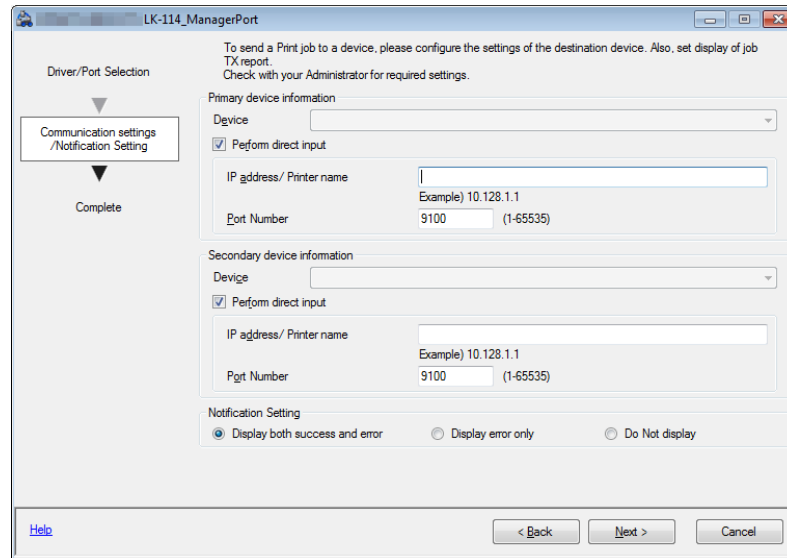 LK-114_ManagerPort
To send a Print job to a device, please configure the settings of the destination device. Also, set display of job
TX report.
Check with your Administrator for required settings.
Driver/Port Selection
Communication settings
/Notification Setting
Complete
Primary device information
Device
Perform direct input
IP address/ Printer name
Example) 10.128.1.1
Port Number 9100 (1-65535)
Secondary device information
Device
Perform direct input
IP address/ Printer name
Example) 10.128.1.1
Port Number 9100 (1-65535)
Notification Setting
Display both success and error Display error only Do Not display
Help < Back Next > Cancel